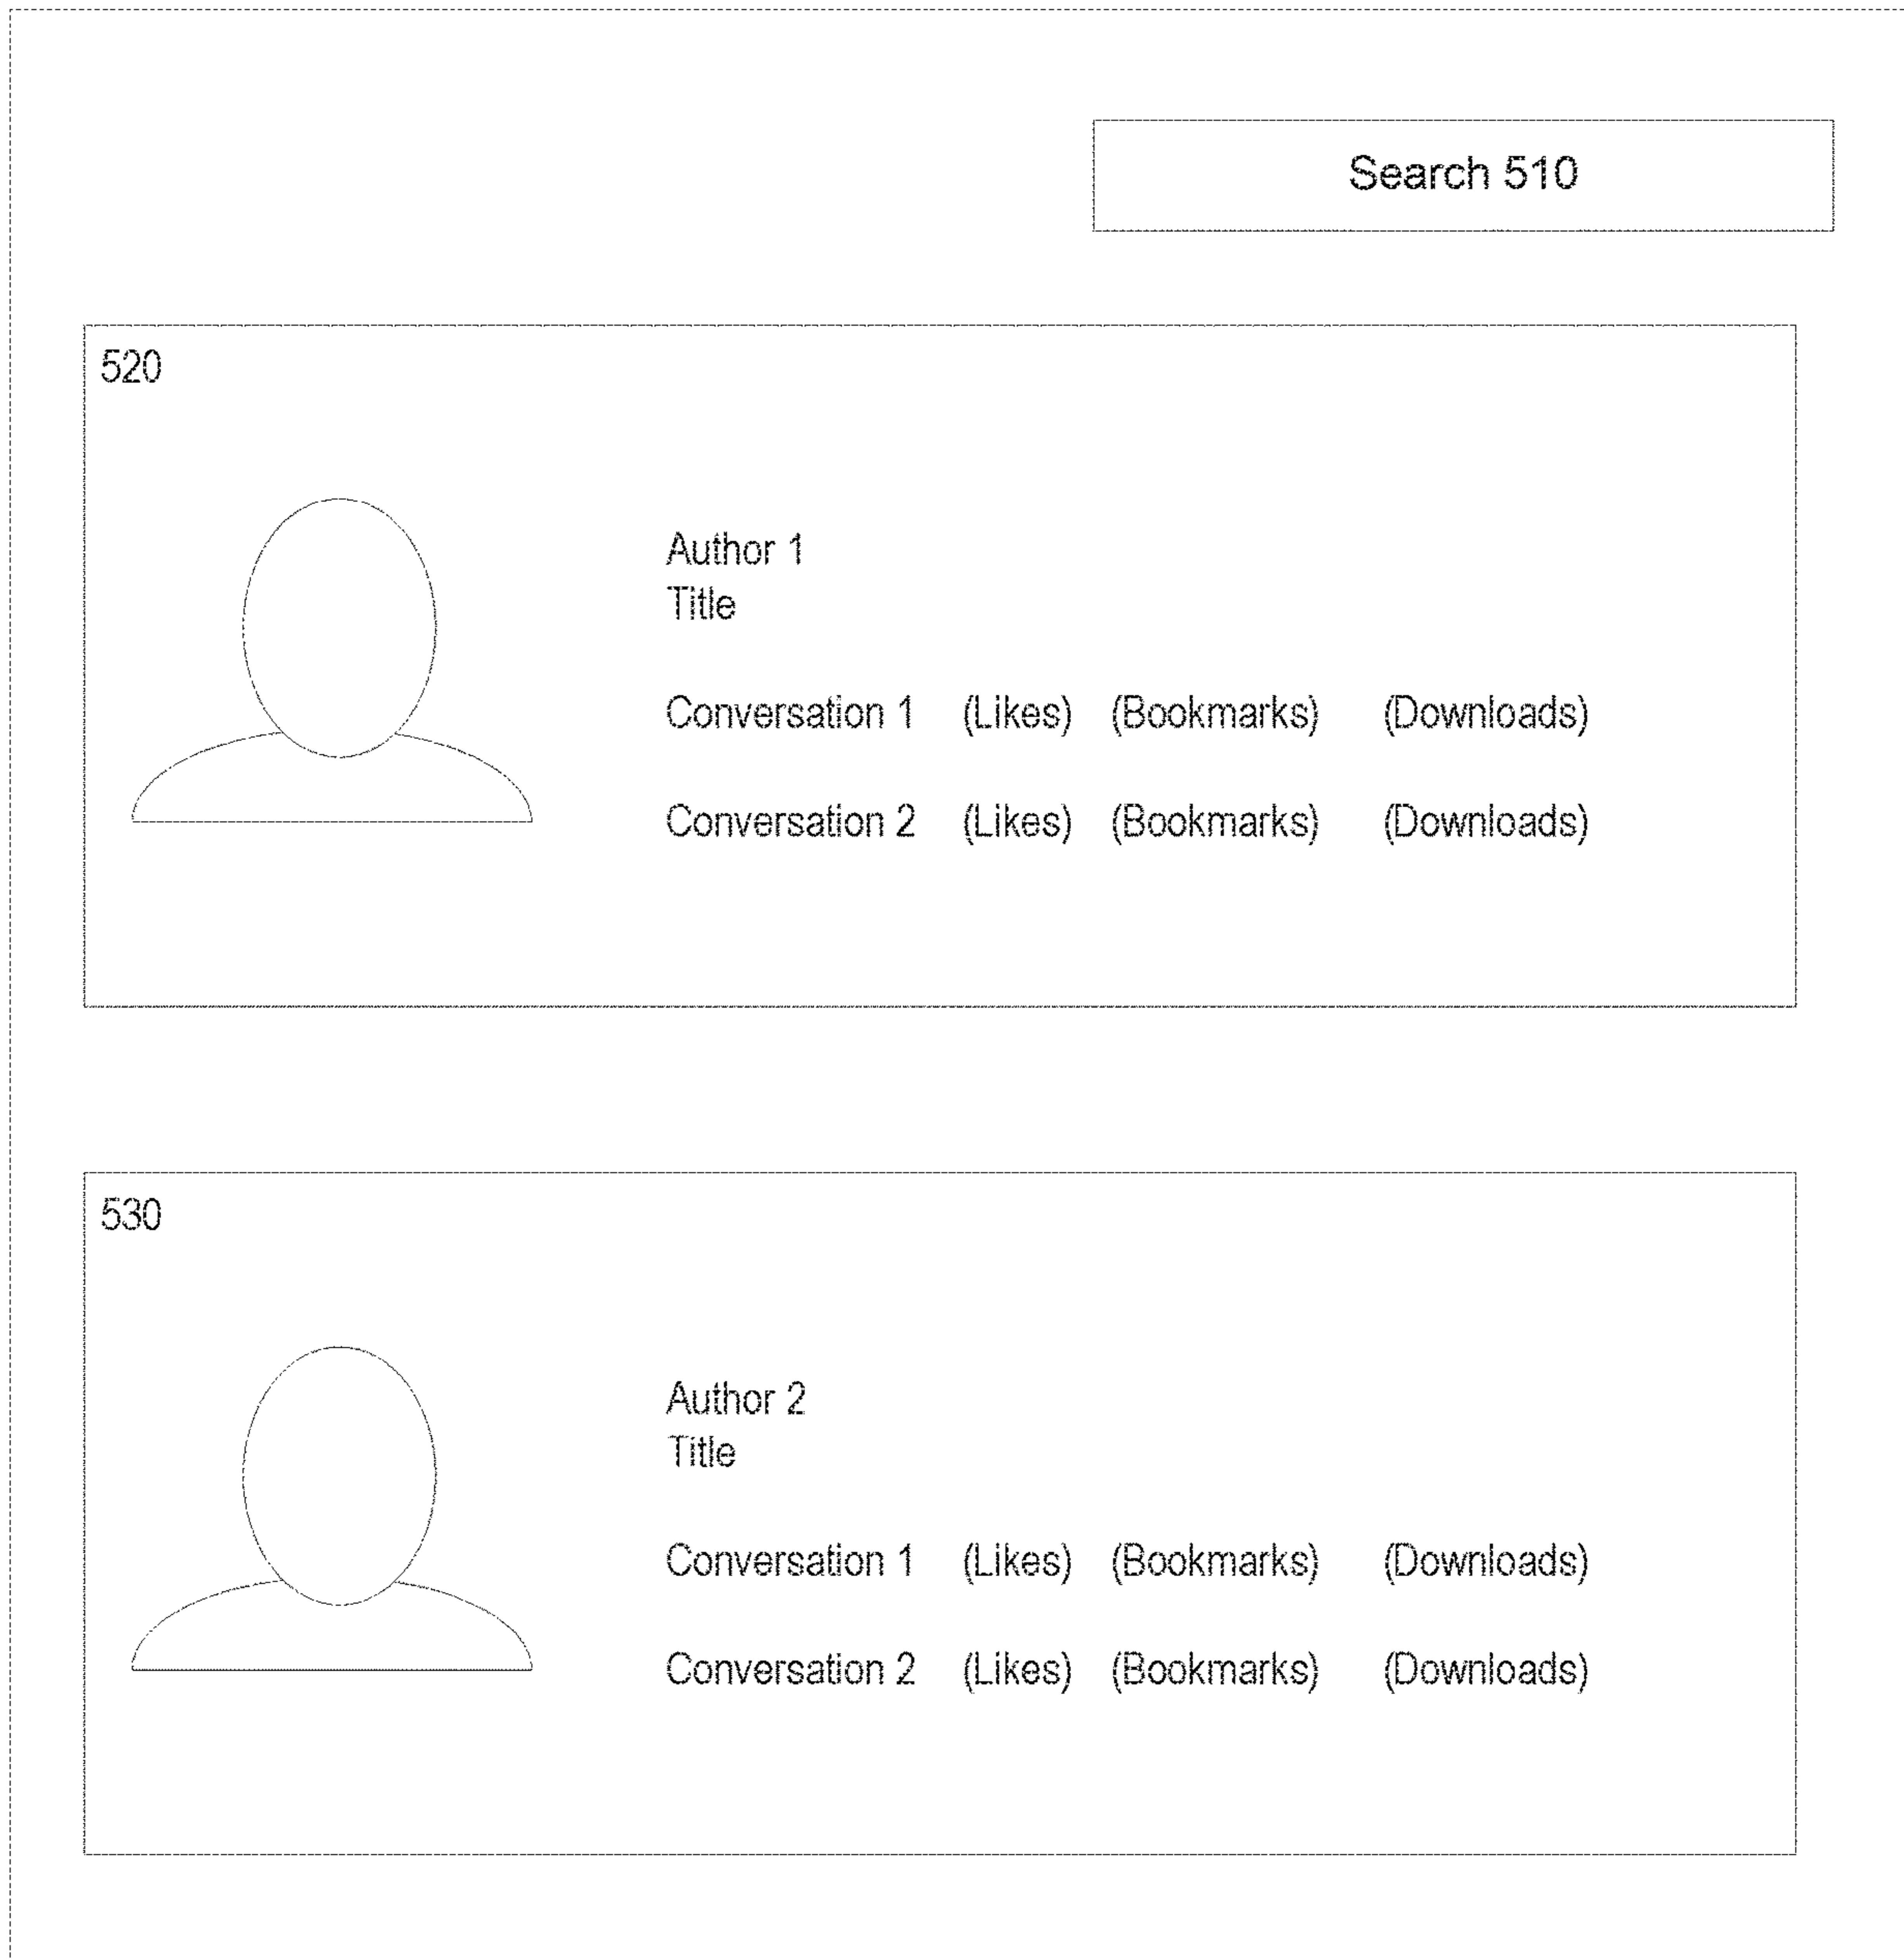 Search 510
520
Author 1
Title
Conversation 1 (Likes) (Bookmarks) (Downloads)
Conversation 2 (Likes) (Bookmarks) (Downloads)
530
Author 2
Title
Conversation 1 (Likes) (Bookmarks) (Downloads)
Conversation 2 (Likes) (Bookmarks) (Downloads)